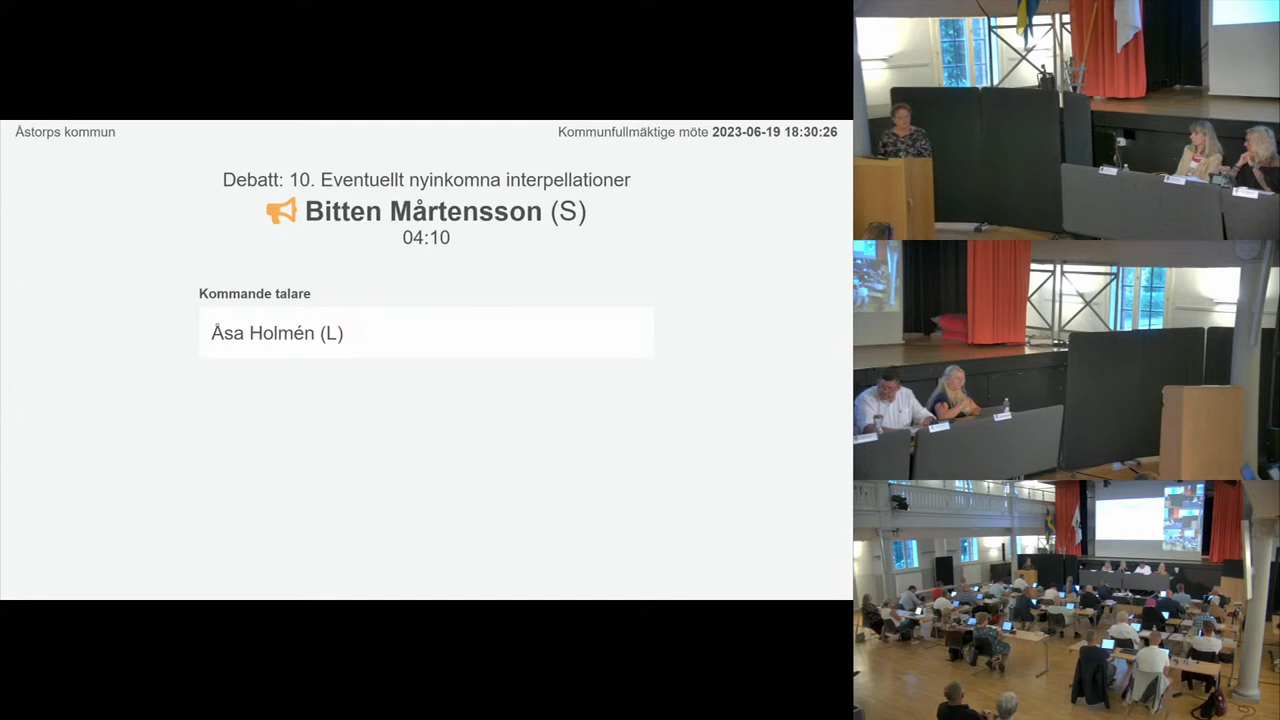 Åstorps kommun
Kommunfullmäktige möte 2023-06-19 18:30:26
Debatt: 10. Eventuellt nyinkomna interpellationer
Bitten Mårtensson (S)
04:10
Kommande talare
Åsa Holmén (L)